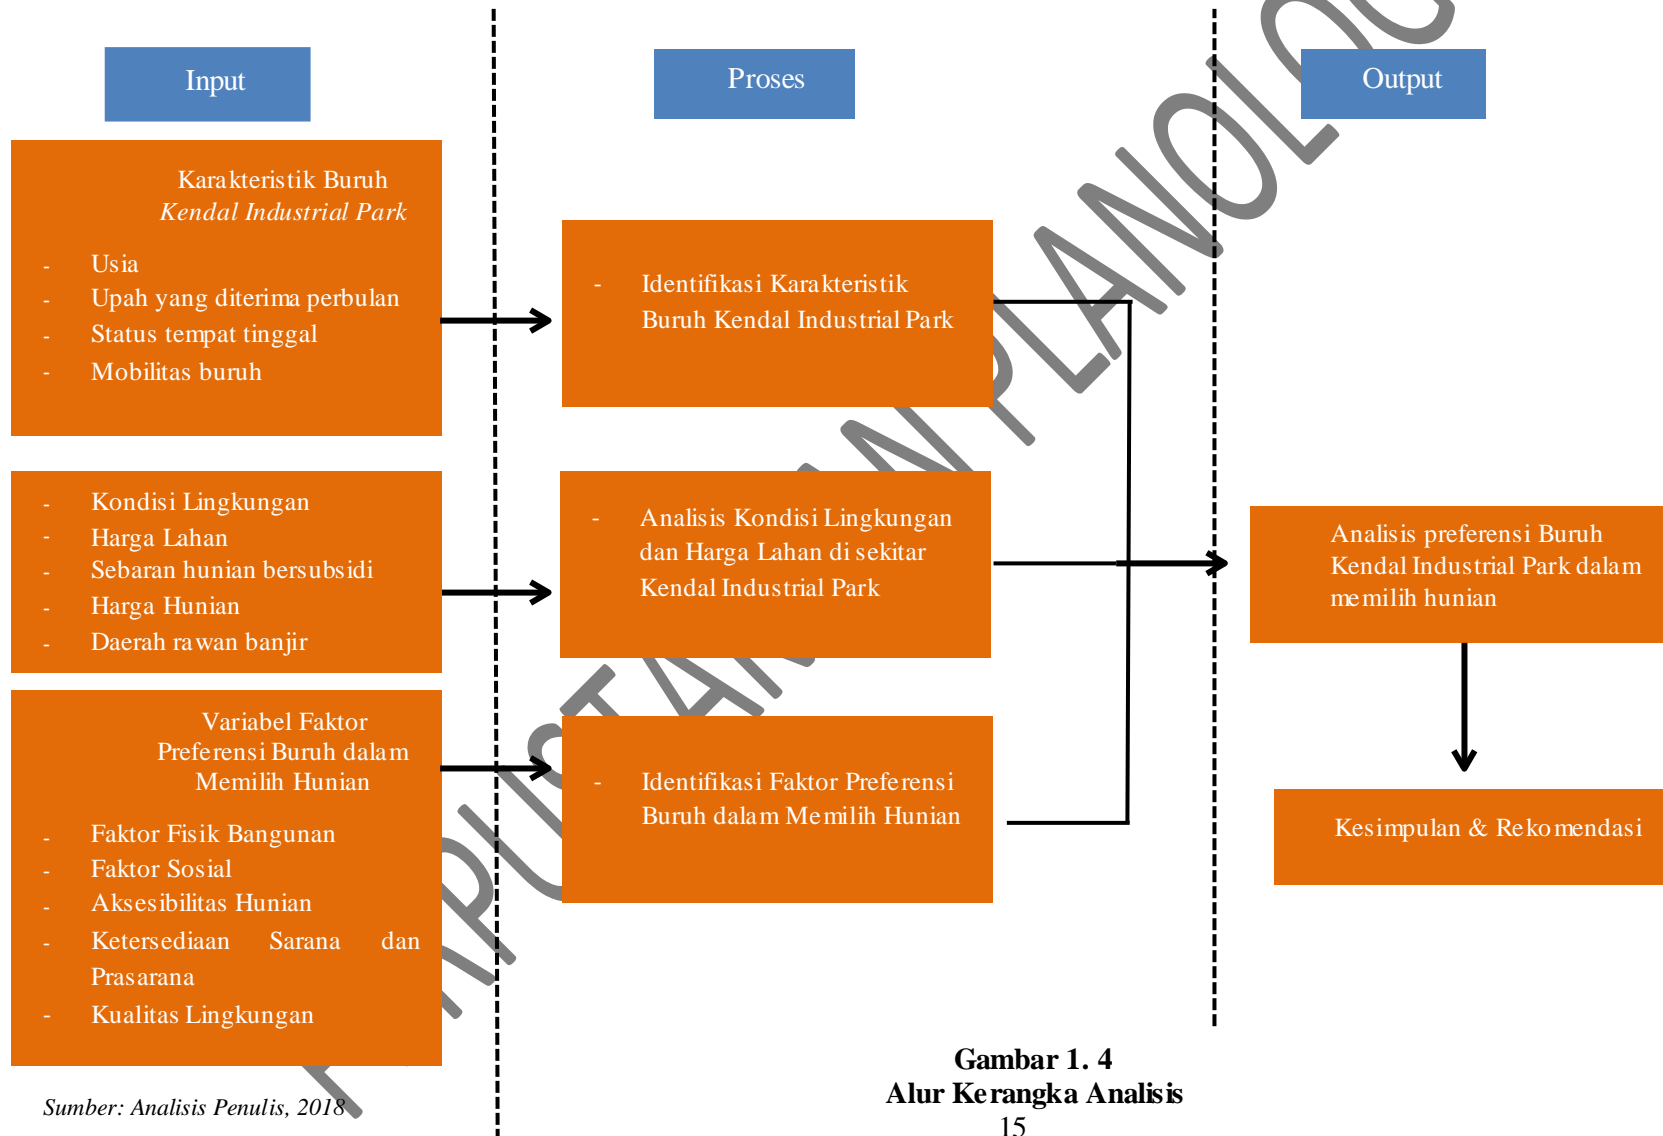 Input
Proses
Output
Karakteristik Buruh
Kendal Industrial Park
- Usia
- Upah yang diterima perbulan
- Status tempat tinggal
- Mobilitas buruh
- Identifikasi Karakteristik
Buruh Kendal Industrial Park
- Kondisi Lingkungan
- Harga Lahan
- Sebaran hunian bersubsidi
- Harga Hunian
- Daerah rawan banjir
- Analisis Kondisi Lingkungan
dan Harga Lahan di sekitar
Kendal Industrial Park
Analisis preferensi Buruh
Kendal Industrial Park dalam
memilih hunian
Variabel Faktor
Preferensi Buruh dalam
Memilih Hunian
- Faktor Fisik Bangunan
- Faktor Sosial
- Aksesibilitas Hunian
- Ketersediaan Sarana dan
Prasarana
- Kualitas Lingkungan
- Identifikasi Faktor Preferensi
Buruh dalam Memilih Hunian
Kesimpulan & Rekomendasi
Gambar 1. 4
Alur Kerangka Analisis
Sumber: Analisis Penulis, 2018
15